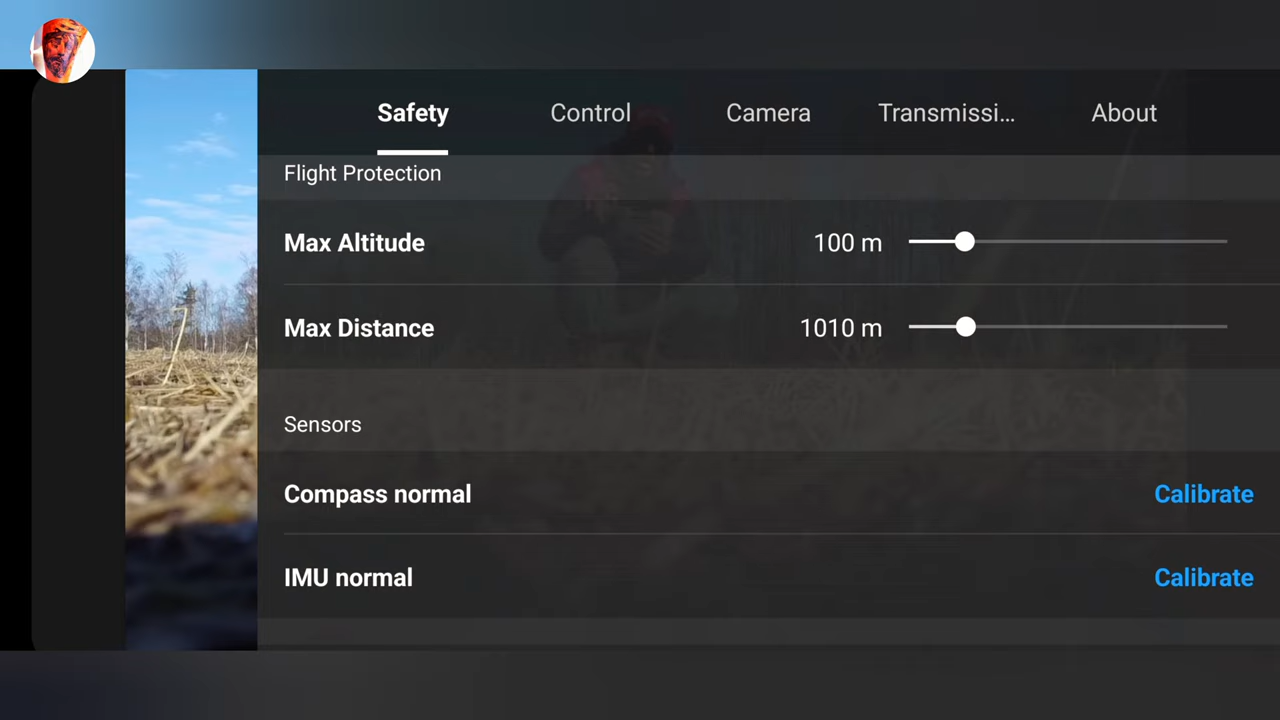 Safety Control Camera Transmissi...
About
Flight Protection
Max Altitude 100 m
Max Distance 1010 m
Sensors
Compass normal Calibrate
IMU normal Calibrate